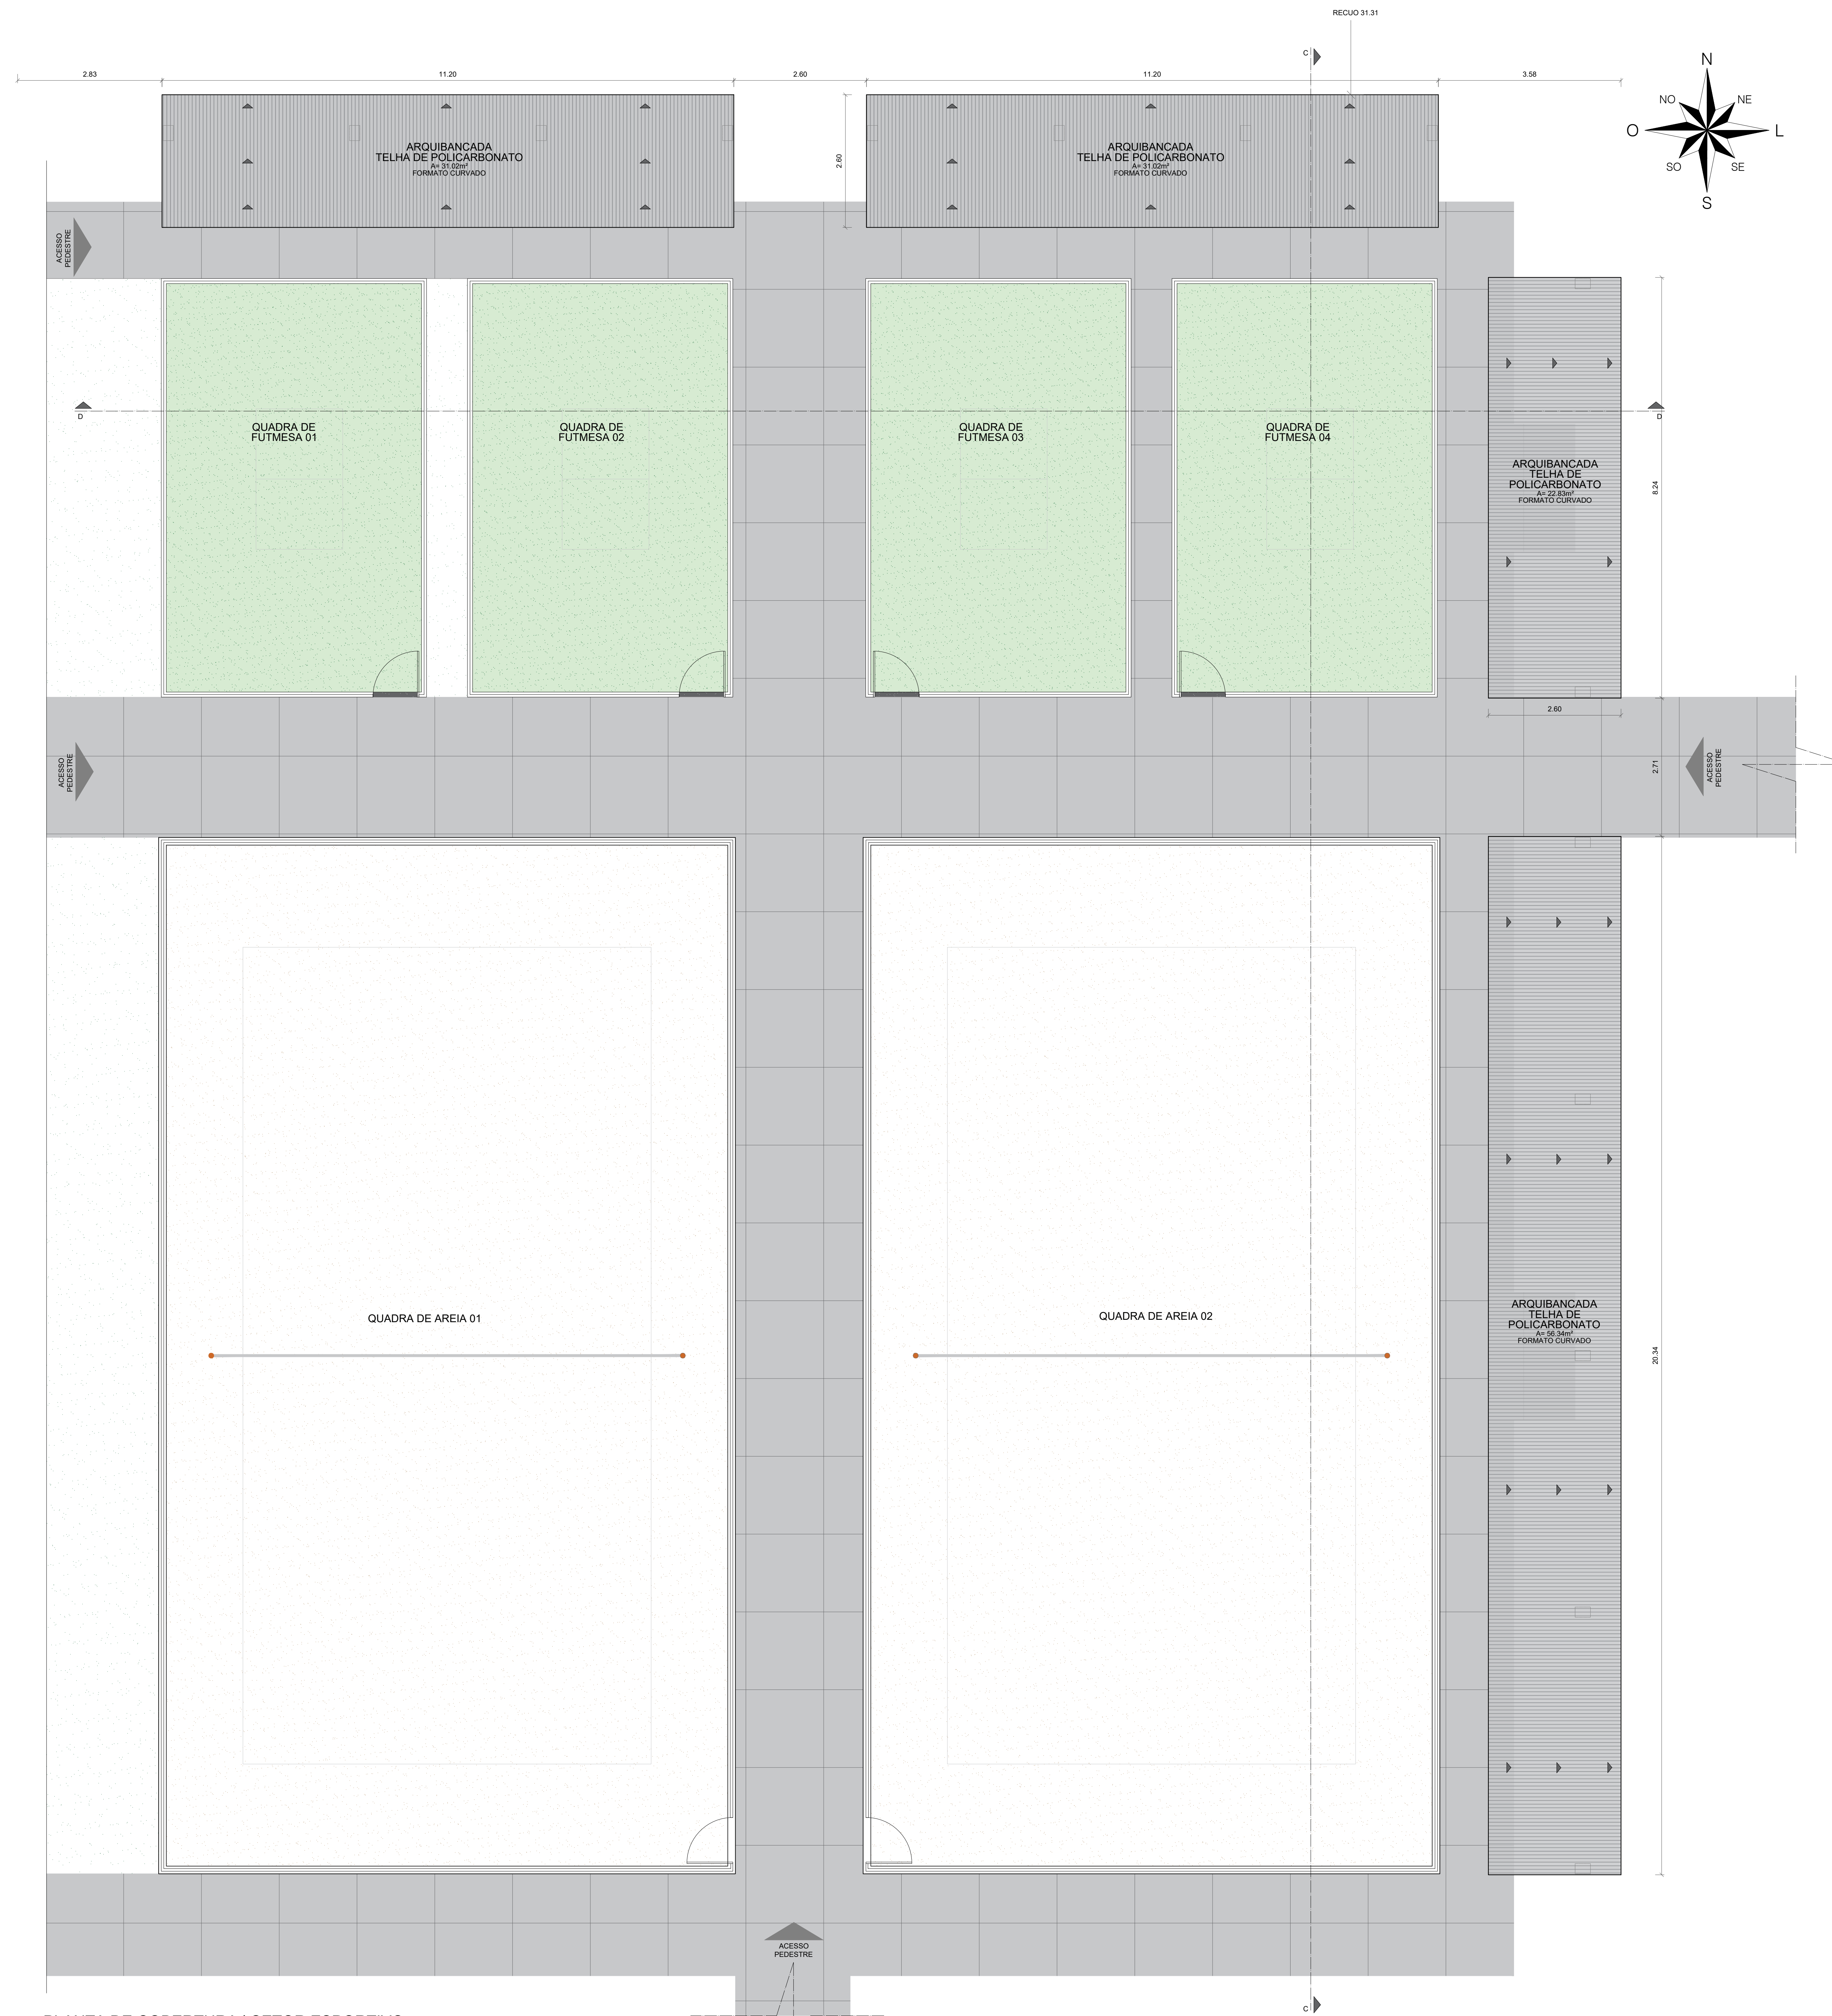 RECUO 31.31
C
2.83
11.20
2.60
11.20
3.58
N
NO
NE
O
L
SO
SE
S
ARQUIBANCADA
TELHA DE POLICARBONATO
A= 31.02m²
FORMATO CURVADO
2.60
ARQUIBANCADA
TELHA DE POLICARBONATO
A= 31.02m²
FORMATO CURVADO
ACESSO
PEDESTRE
D
D
QUADRA DE
FUTMESA 01
QUADRA DE
FUTMESA 02
QUADRA DE
FUTMESA 03
QUADRA DE
FUTMESA 04
ARQUIBANCADA
TELHA DE
POLICARBONATO
A= 22.83m²
FORMATO CURVADO
8.24
2.60
ACESSO
PEDESTRE
2.71
ACESSO
PEDESTRE
QUADRA DE AREIA 01
QUADRA DE AREIA 02
ARQUIBANCADA
TELHA DE
POLICARBONATO
A= 56.34m²
FORMATO CURVADO
20.34
ACESSO
PEDESTRE
C